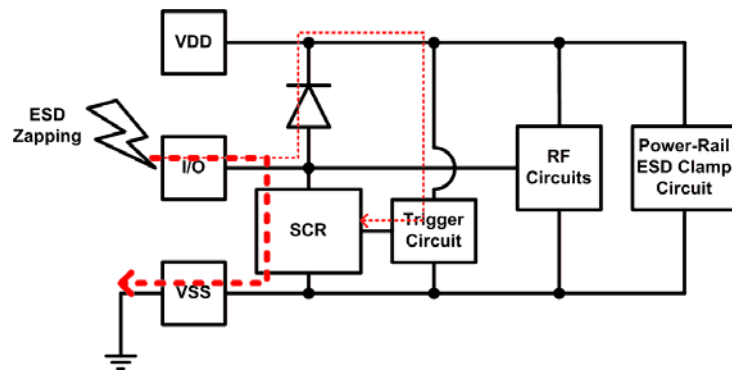 VDD
ESD
Zapping
I/O
RF
Circuits
Power-Rail
ESD Clamp
Circuit
SCR
Trigger
Circuit
VSS